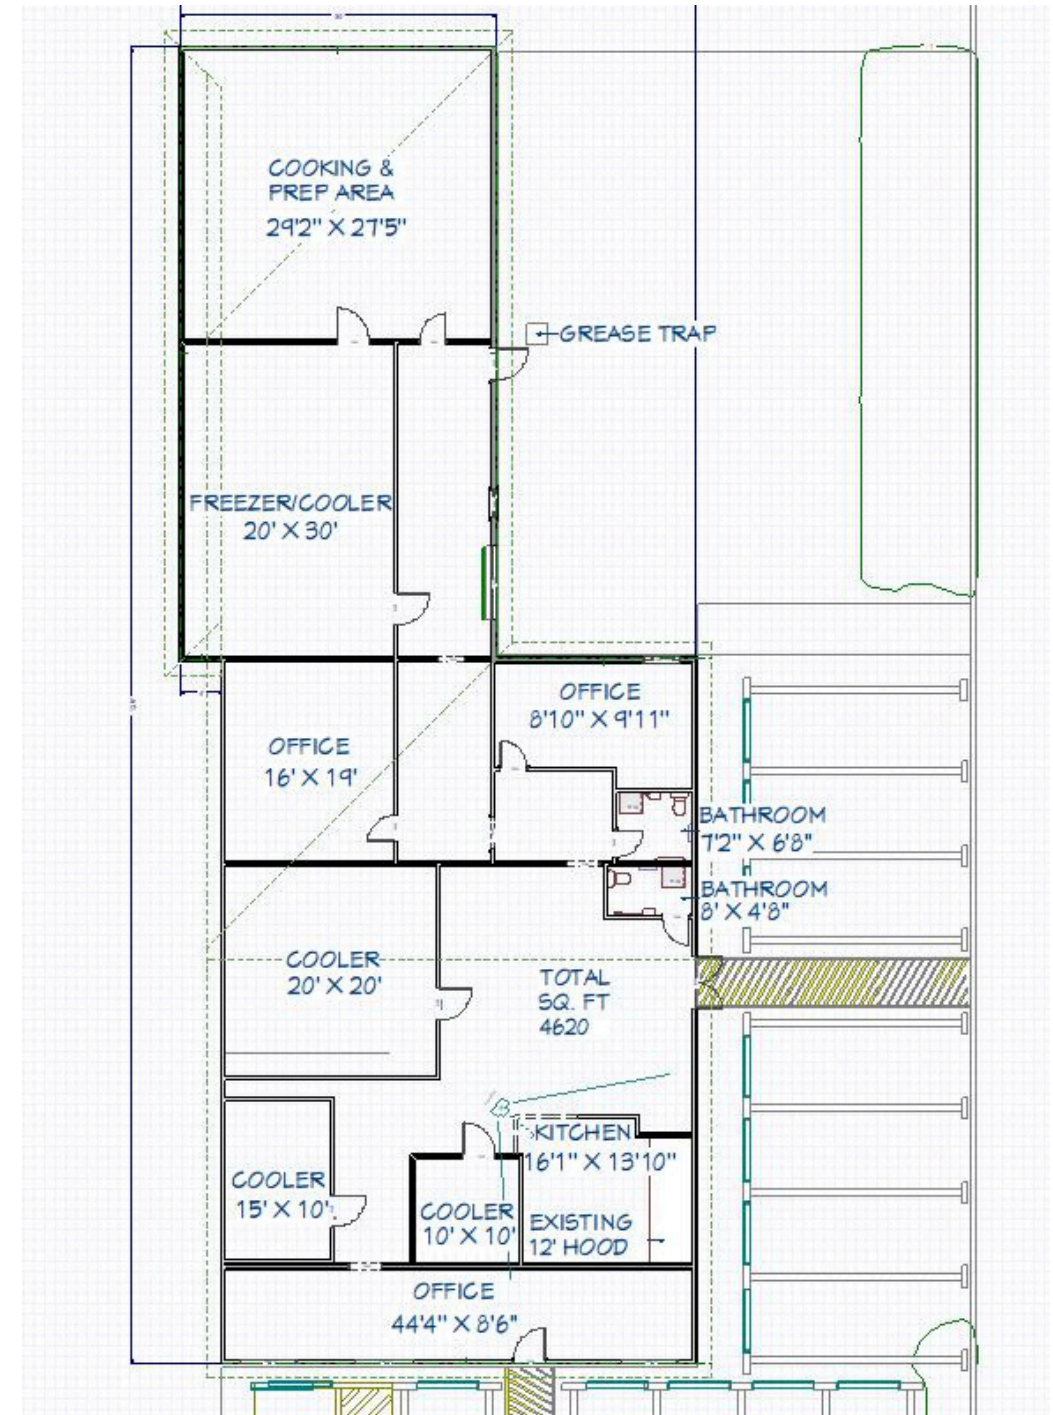 COOKING &
PREP AREA
29'2" X 27'5"
GREASE TRAP
FREEZER/COOLER
20' X 30'
OFFICE
8'10" X 9'11"
OFFICE
16' X 19'
BATHROOM
7'2" X 6'8"
BATHROOM
8' X 4'8"
COOLER
20' X 20'
TOTAL
SQ. FT
4620
KITCHEN
16'1" X 13'10"
COOLER
15' X 10'
COOLER
10' X 10'
EXISTING
12' HOOD
OFFICE
44'4" X 8'6"